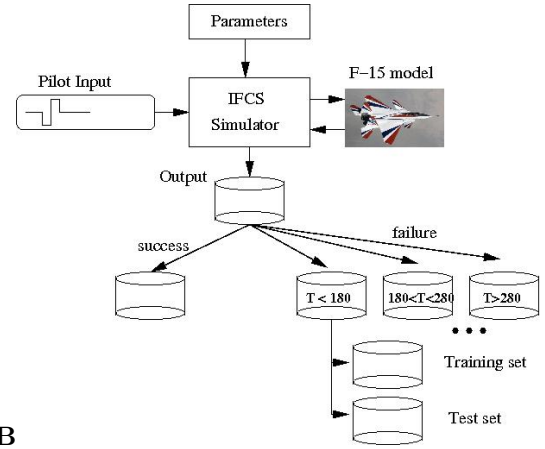 Parameters
Pilot Input
IFCS
Simulator
F-15 model
Output
success
failure
T < 180
180<T<280
T>280
Training set
Test set
B